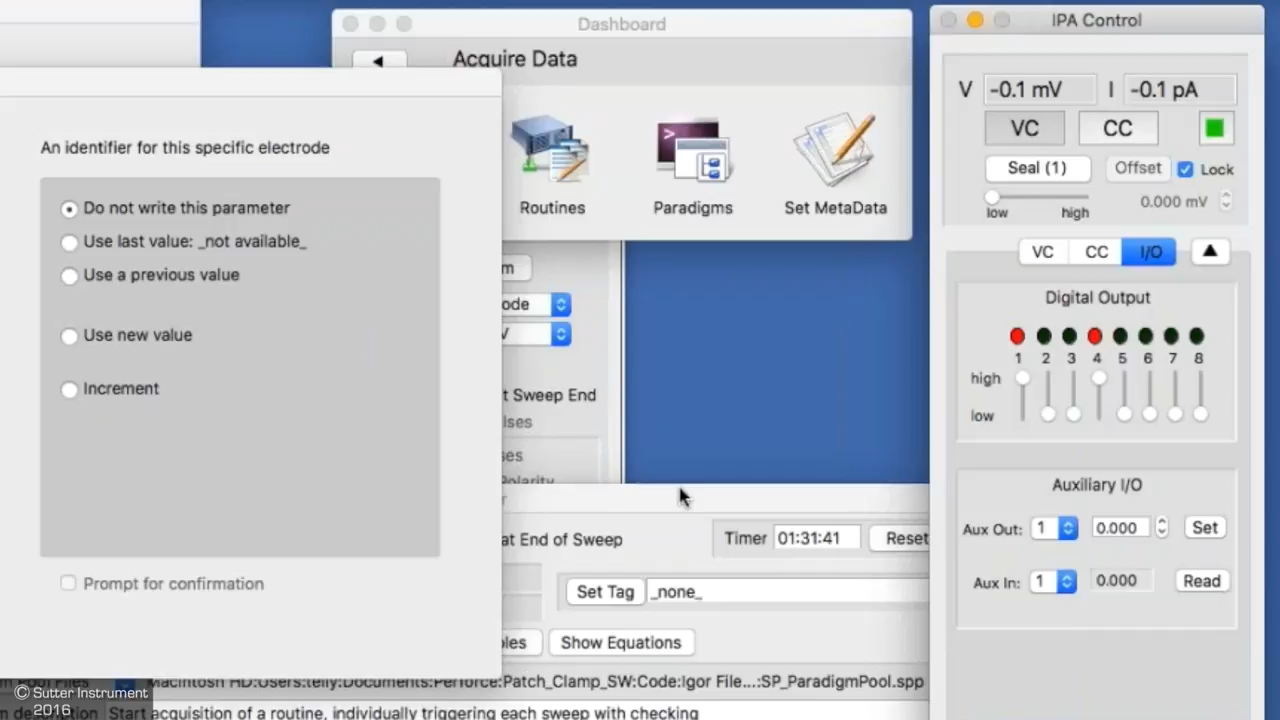 Dashboard
Acquire Data
Routines
Paradigms
Set MetaData
An identifier for this specific electrode
Do not write this parameter
Use last value: _not available_
Use a previous value
Use new value
Increment
Prompt for confirmation
t Sweep End
at End of Sweep
Timer 01:31:41 Reset
Set Tag _none_
Show Equations
Macintosh HD:Users:telly:Documents:Perforce:Patch_Clamp_SW:Code:Igor File...:SP_ParadigmPool.spp
Start acquisition of a routine, individually triggering each sweep with checking
© Sutter Instrument
2016
IPA Control
V -0.1 mV I -0.1 pA
VC CC
Seal (1) Offset Lock
low high 0.000 mV
VC CC I/O
Digital Output
1 2 3 4 5 6 7 8
high
low
Auxiliary I/O
Aux Out: 1 0.000 Set
Aux In: 1 0.000 Read